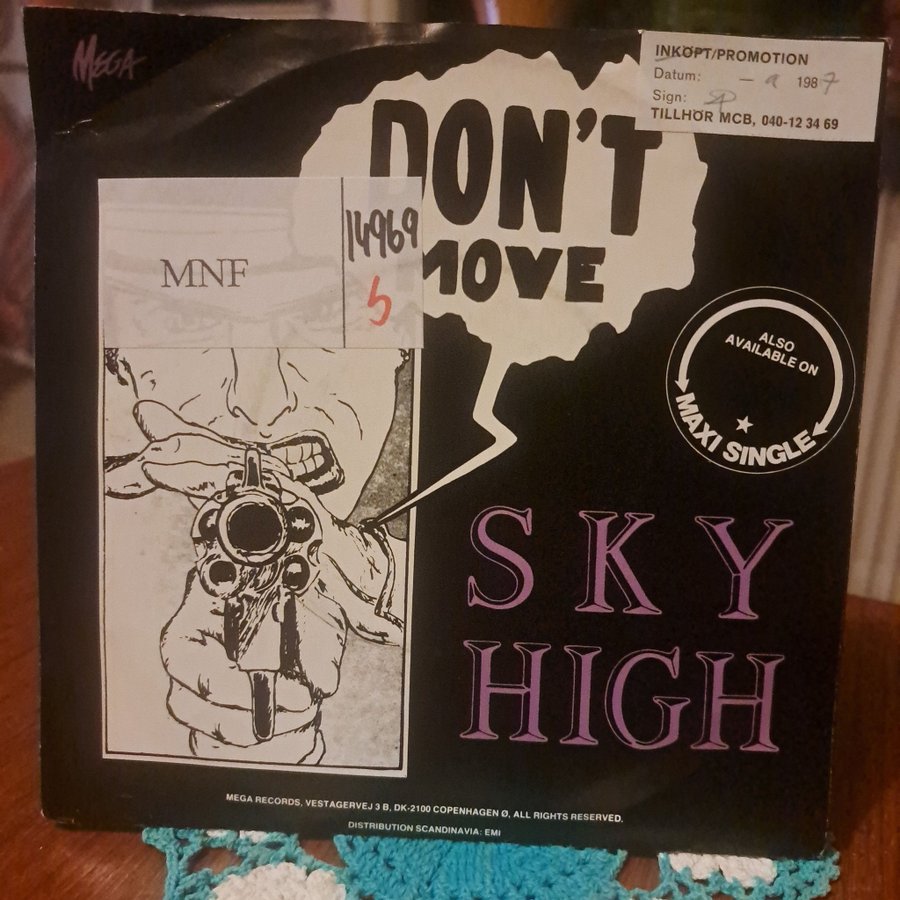 MEGA
INKÖPT/PROMOTION
Datum: – 9 1987
Sign: SP
TILLHÖR MCB, 040-12 34 69
DON'T
MOVE
MNF
14969
5
ALSO
AVAILABLE ON
MAXI SINGLE
SKY
HIGH
MEGA RECORDS, VESTAGERVEJ 3 B, DK-2100 COPENHAGEN Ø, ALL RIGHTS RESERVED.
DISTRIBUTION SCANDINAVIA: EMI